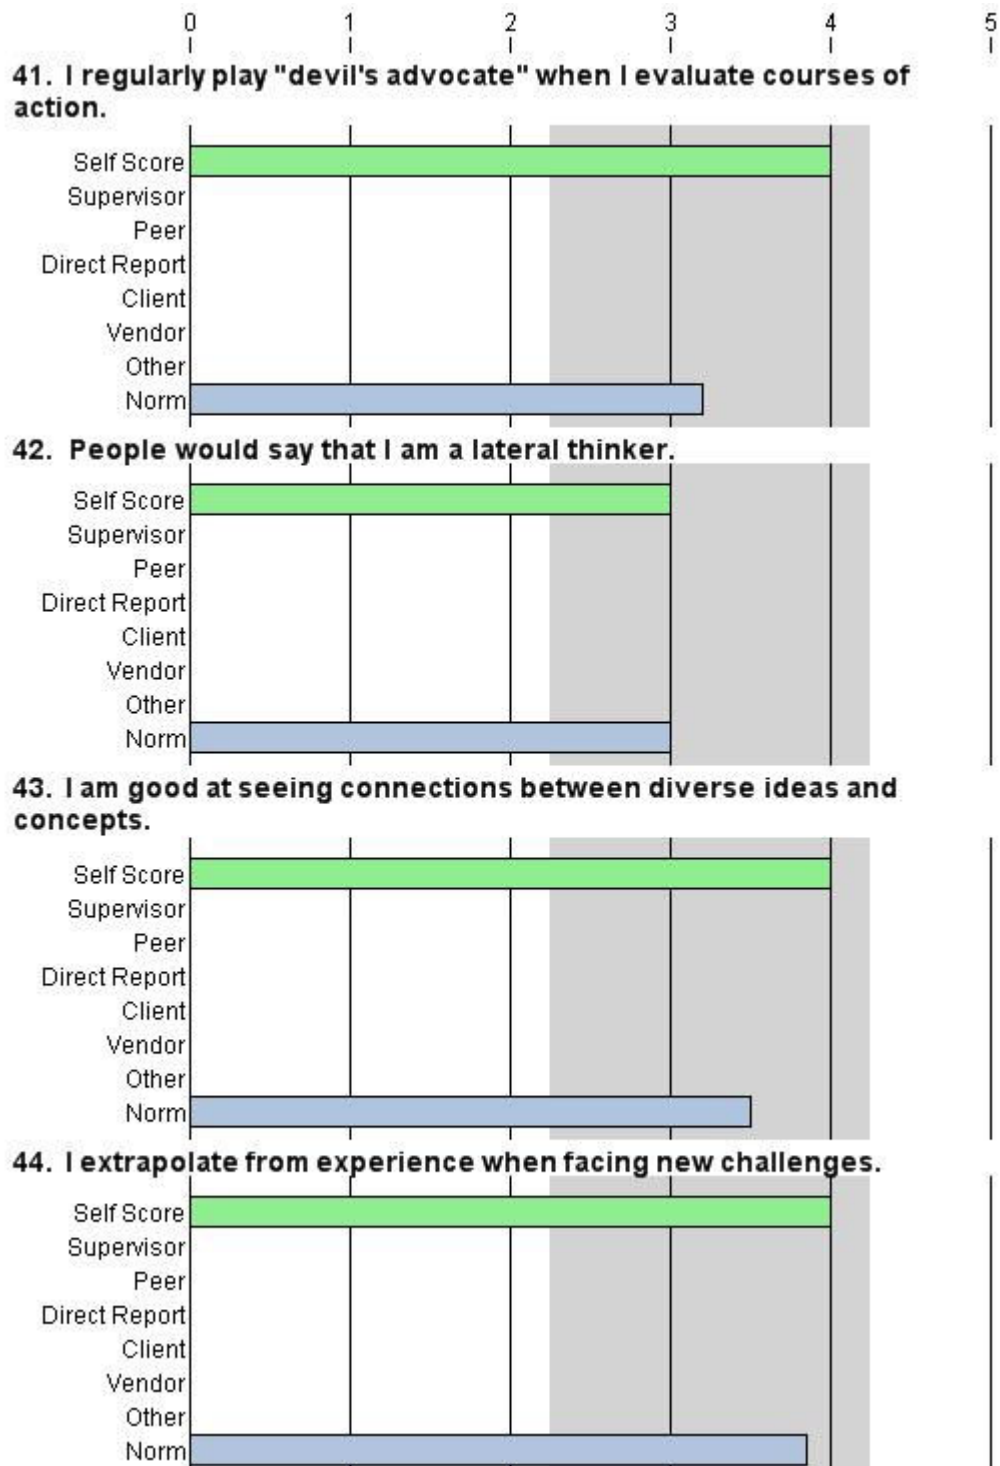 0 1 2 3 4 5
41. I regularly play "devil's advocate" when I evaluate courses of
action.
Self Score
Supervisor
Peer
Direct Report
Client
Vendor
Other
Norm
42. People would say that I am a lateral thinker.
Self Score
Supervisor
Peer
Direct Report
Client
Vendor
Other
Norm
43. I am good at seeing connections between diverse ideas and
concepts.
Self Score
Supervisor
Peer
Direct Report
Client
Vendor
Other
Norm
44. I extrapolate from experience when facing new challenges.
Self Score
Supervisor
Peer
Direct Report
Client
Vendor
Other
Norm